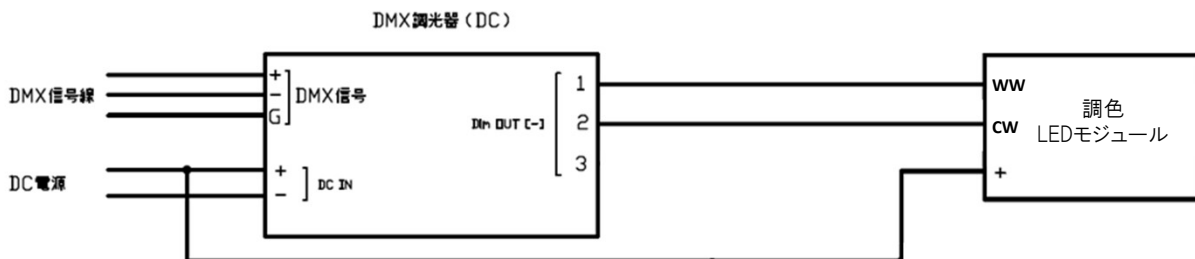 DMX調光器（DC）
DMX信号線
+
−
G
DMX信号
DC電源
+
−
DC IN
Dim OUT [-]
1
2
3
WW
CW
+
調色
LEDモジュール